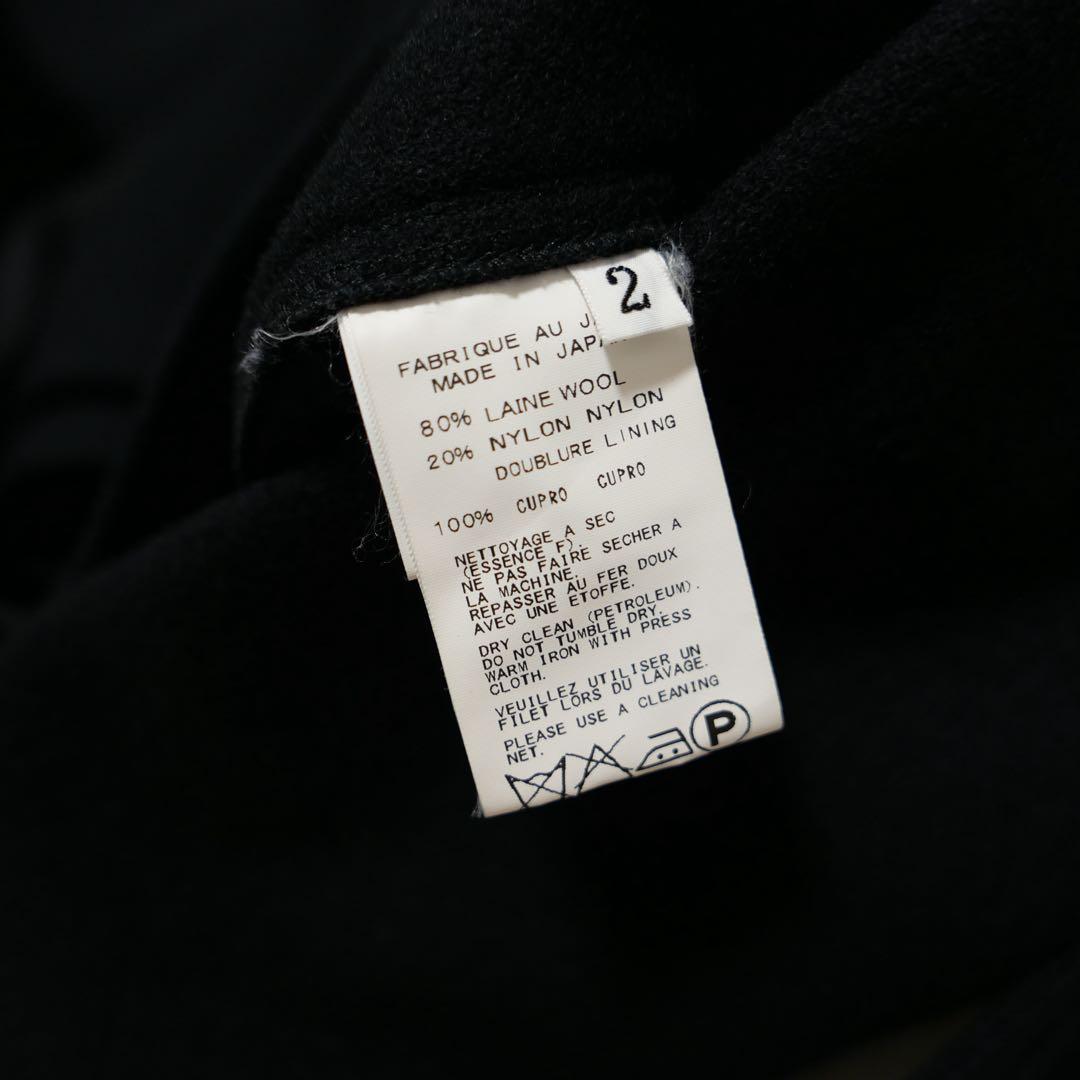 2
FABRIQUE AU
MADE IN
80% LAINE WOOL
20% NYLON NYLON
DOUBLURE LINING
100% CUPRO CUPRO
NETTOYAGE A SEC
(ESSENCE F).
NE PAS FAIRE SECHER A
LA MACHINE.
REPASSER AU FER DOUX
AVEC UNE ETOFFE.
DRY CLEAN (PETROLEUM).
DO NOT TUMBLE DRY.
WARM IRON WITH PRESS
CLOTH.
VEUILLEZ UTILISER UN
FILET LORS DU LAVAGE.
PLEASE USE A CLEANING
NET.
P